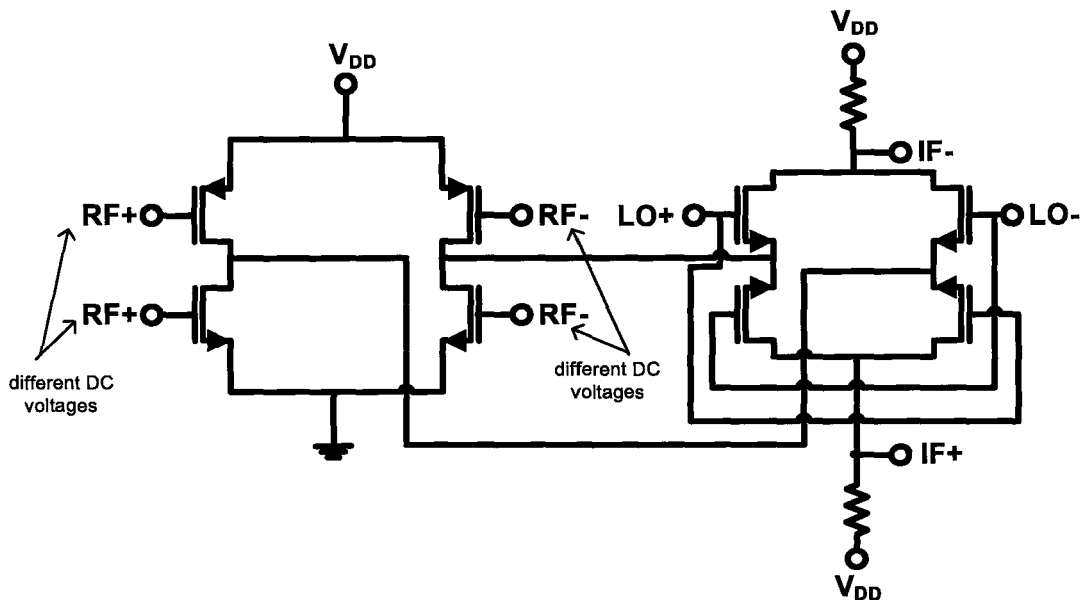 VDD
VDD
IF-
RF+
RF-
LO+
LO-
RF+
RF-
different DC
voltages
different DC
voltages
IF+
VDD